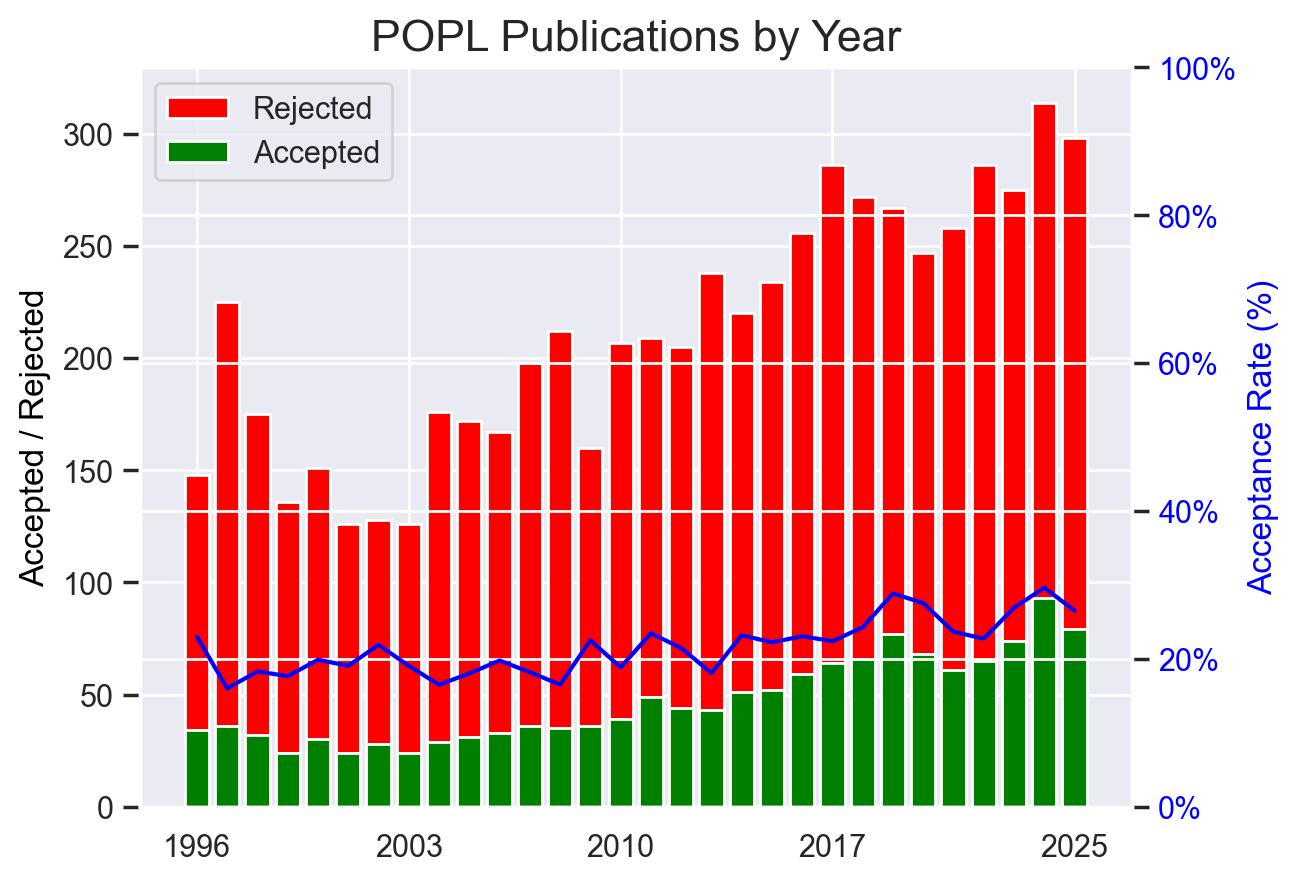 POPL Publications by Year
Rejected
Accepted
Accepted / Rejected
300
250
200
150
100
50
0
100%
80%
60%
40%
20%
0%
Acceptance Rate (%)
1996 2003 2010 2017 2025